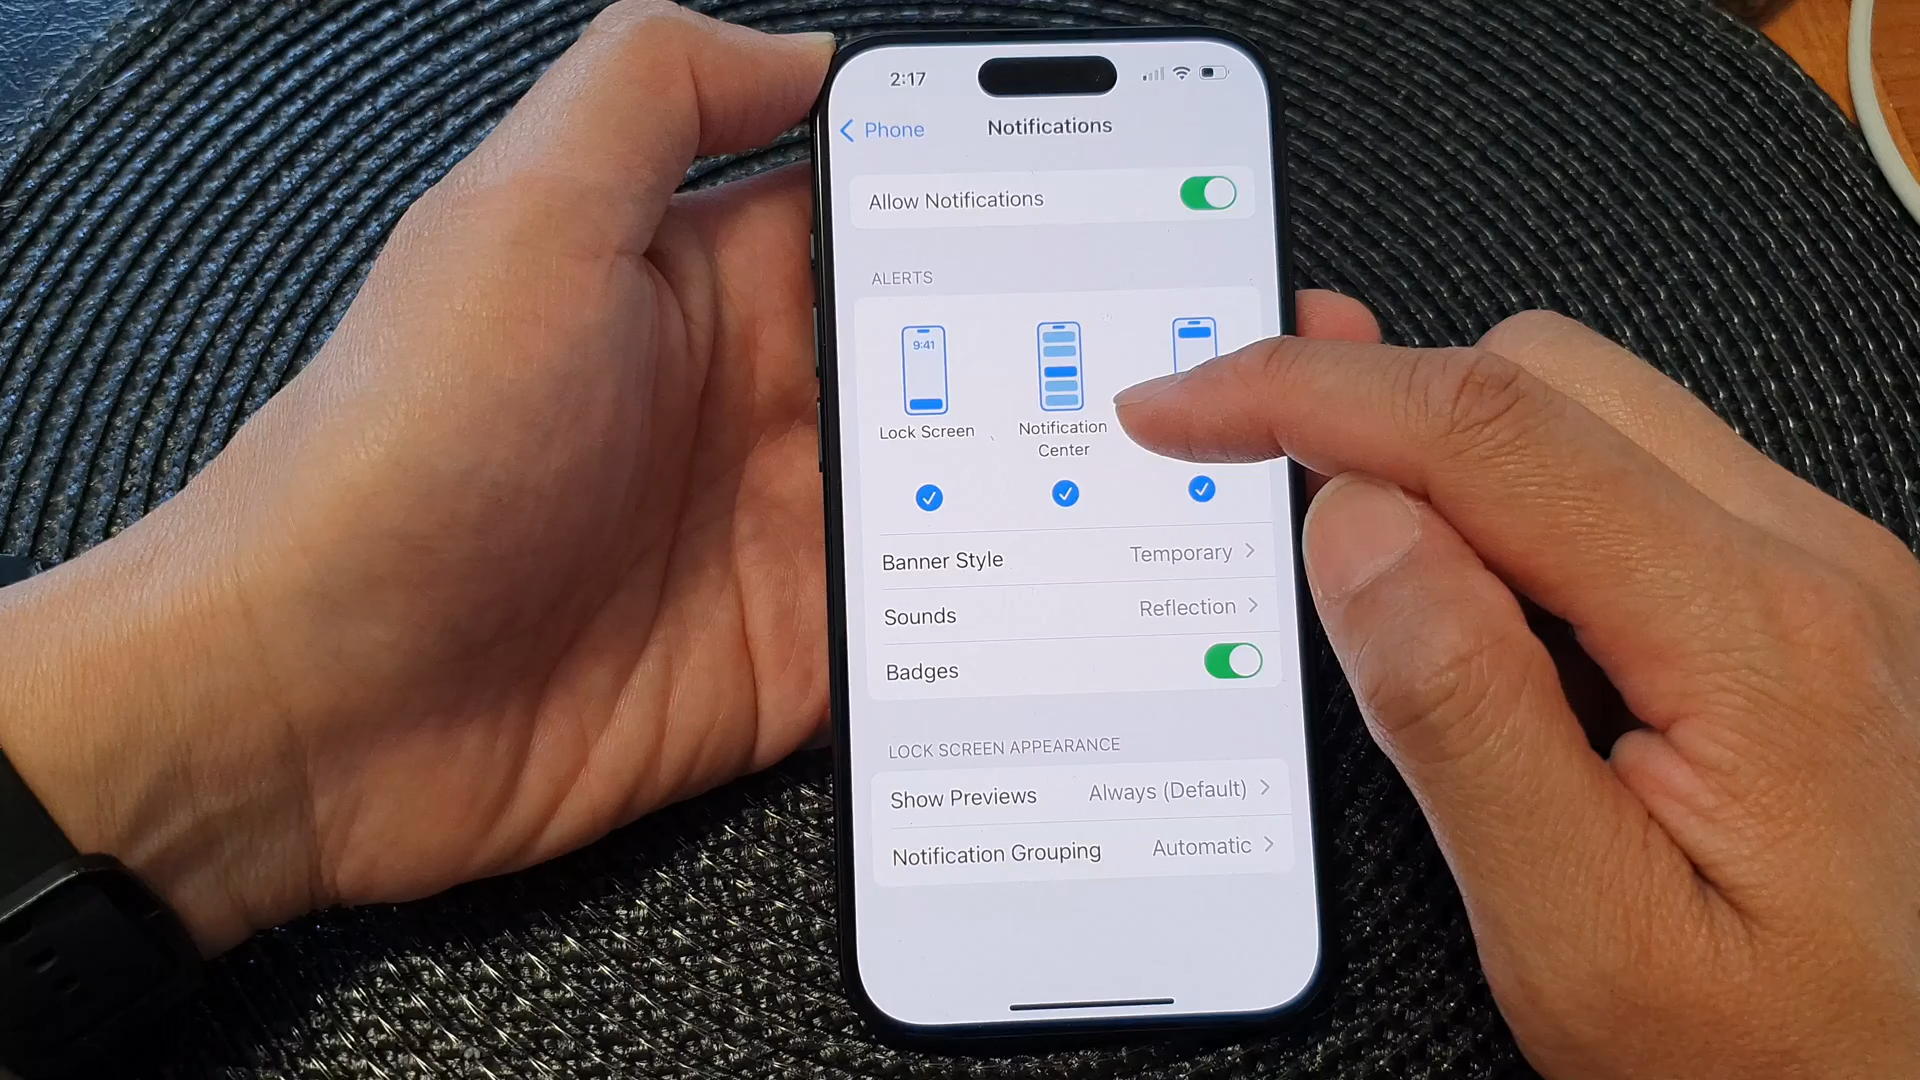 2:17
Phone
Notifications
Allow Notifications
ALERTS
9:41
Lock Screen
Notification
Center
Banner Style Temporary
Sounds Reflection
Badges
LOCK SCREEN APPEARANCE
Show Previews Always (Default)
Notification Grouping Automatic